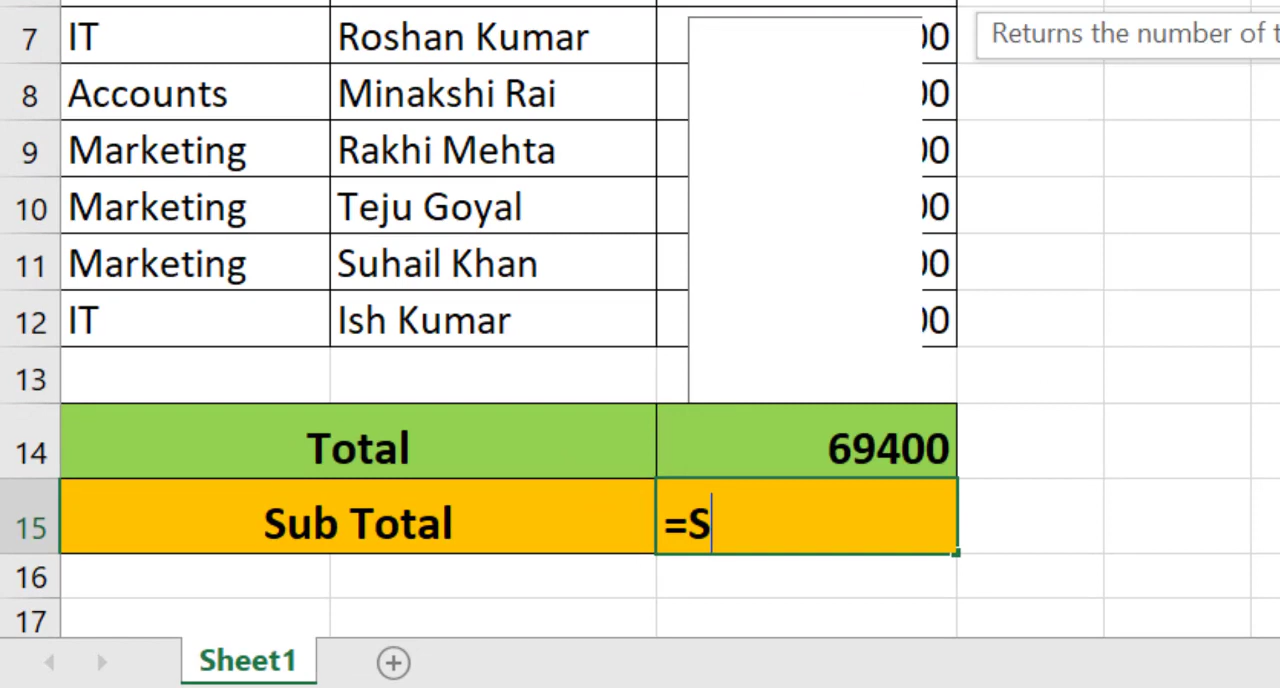 7 IT Roshan Kumar 00 Returns the number of
8 Accounts Minakshi Rai 00
9 Marketing Rakhi Mehta 00
10 Marketing Teju Goyal 00
11 Marketing Suhail Khan 00
12 IT Ish Kumar 00
13
14 Total 69400
15 Sub Total =S
16
17
Sheet1